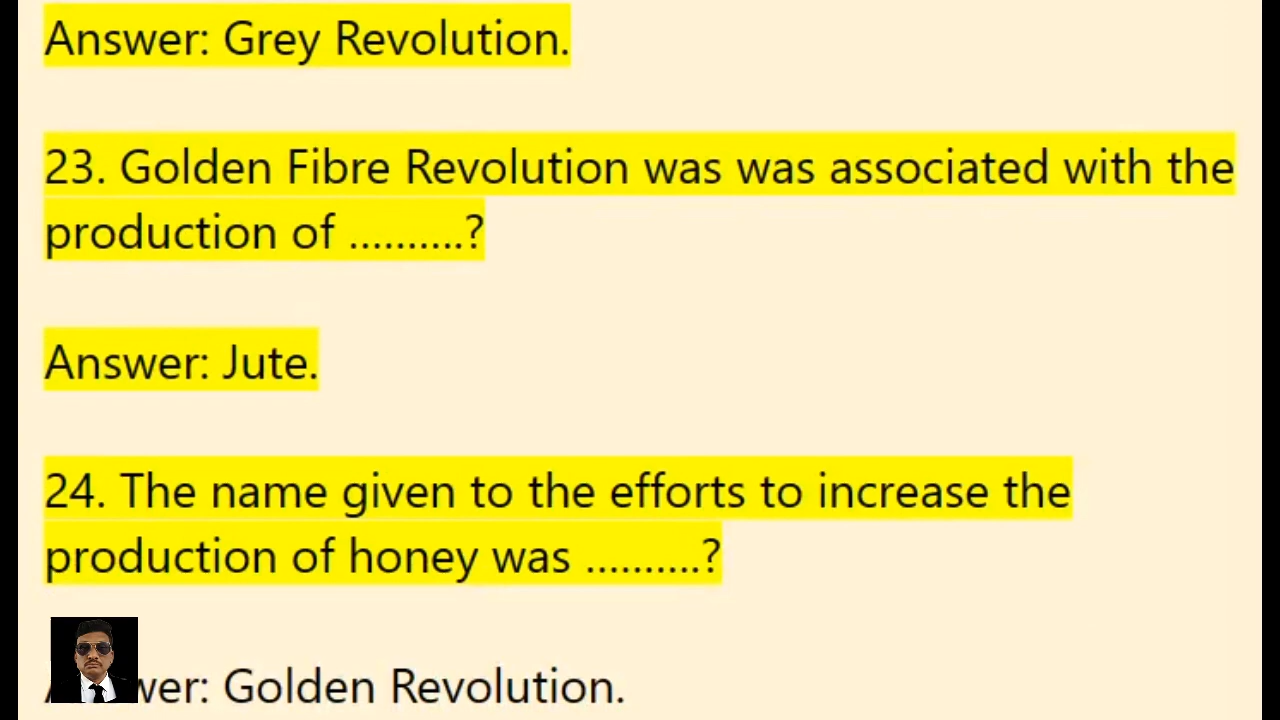 Answer: Grey Revolution.
23. Golden Fibre Revolution was was associated with the
production of ..........?
Answer: Jute.
24. The name given to the efforts to increase the
production of honey was ..........?
wer: Golden Revolution.